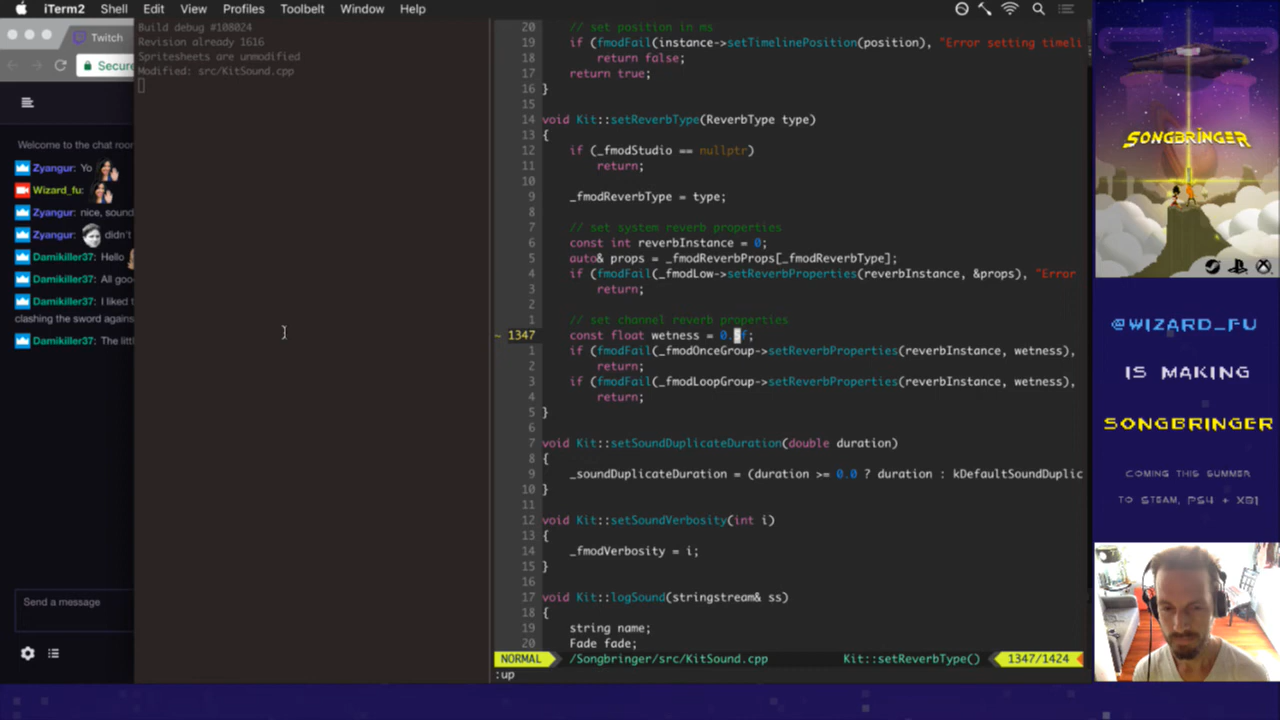 iTerm2 Shell Edit View Profiles Toolbelt Window Help
Twitch
Secure
Welcome to the chat room
Zyangur: Yo
Wizard_fu:
Zyangur: nice, sound
Zyangur: didn't
Damikiller37: Hello
Damikiller37: All goo
Damikiller37: I liked t
clashing the sword agains
Damikiller37: The litt
Send a message
Build debug #108024
Revision already 1616
Spritesheets are unmodified
Modified: src/KitSound.cpp
20 // set position in ms
19 if (fmodFail(instance->setTimelinePosition(position), "Error setting timeli
18 return false;
17 return true;
16 }
15
14 void Kit::setReverbType(ReverbType type)
13 {
12 if (_fmodStudio == nullptr)
11 return;
10
9 _fmodReverbType = type;
8
7 // set system reverb properties
6 const int reverbInstance = 0;
5 auto& props = _fmodReverbProps[_fmodReverbType];
4 if (fmodFail(_fmodLow->setReverbProperties(reverbInstance, &props), "Error
3 return;
2
1 // set channel reverb properties
~ 1347 const float wetness = 0.5f;
1 if (fmodFail(_fmodOnceGroup->setReverbProperties(reverbInstance, wetness),
2 return;
3 if (fmodFail(_fmodLoopGroup->setReverbProperties(reverbInstance, wetness),
4 return;
5 }
6
7 void Kit::setSoundDuplicateDuration(double duration)
8 {
9 _soundDuplicateDuration = (duration >= 0.0 ? duration : kDefaultSoundDuplic
10 }
11
12 void Kit::setSoundVerbosity(int i)
13 {
14 _fmodVerbosity = i;
15 }
16
17 void Kit::logSound(stringstream& ss)
18 {
19 string name;
20 Fade fade;
NORMAL /Songbringer/src/KitSound.cpp Kit::setReverbType() 1347/1424
:up
SONGBRINGER
@WIZARD_FU
IS MAKING
SONGBRINGER
COMING THIS SUMMER
TO STEAM, PS4 + XB1